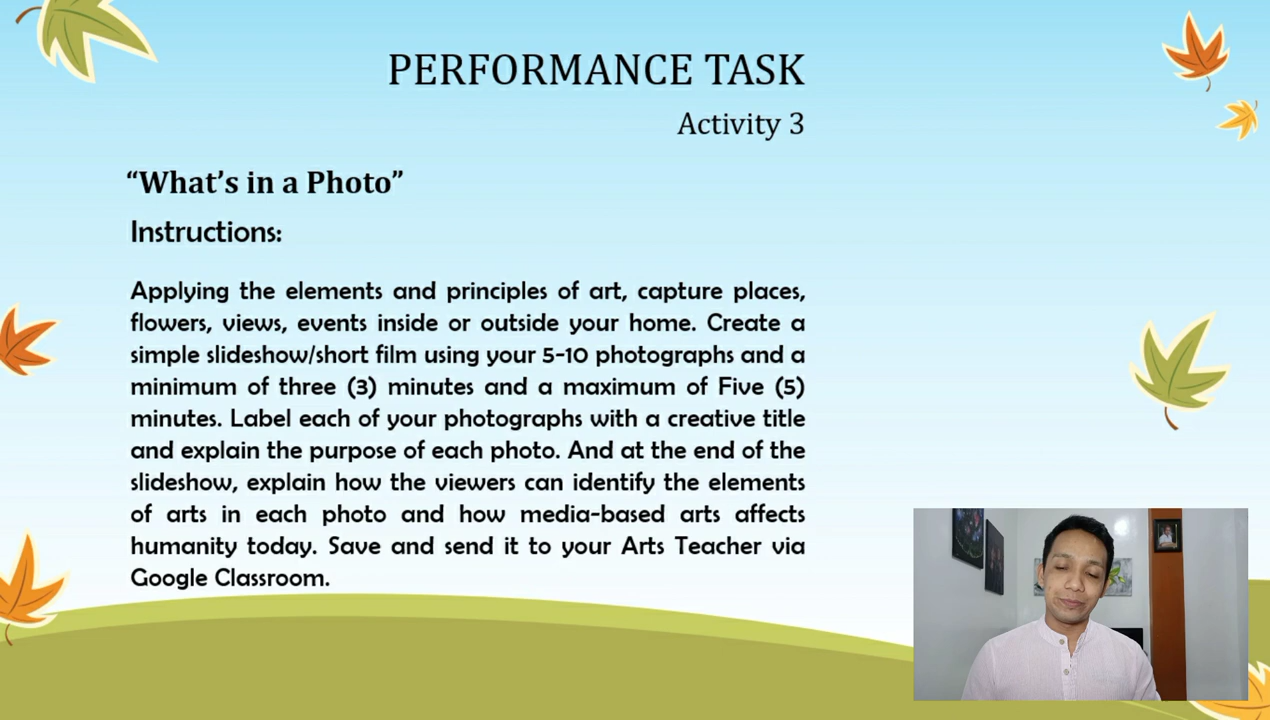 PERFORMANCE TASK
Activity 3
“What’s in a Photo”
Instructions:
Applying the elements and principles of art, capture places,
flowers, views, events inside or outside your home. Create a
simple slideshow/short film using your 5-10 photographs and a
minimum of three (3) minutes and a maximum of Five (5)
minutes. Label each of your photographs with a creative title
and explain the purpose of each photo. And at the end of the
slideshow, explain how the viewers can identify the elements
of arts in each photo and how media-based arts affects
humanity today. Save and send it to your Arts Teacher via
Google Classroom.